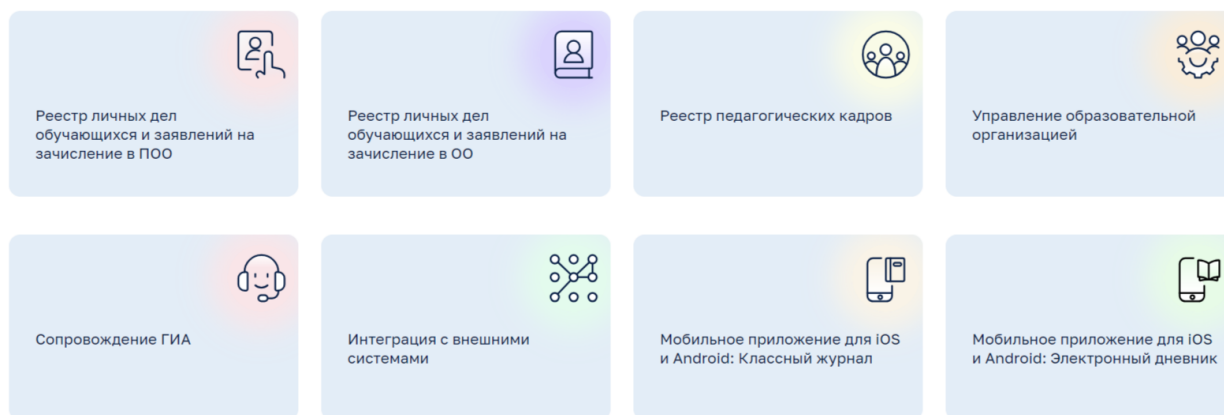 Реестр личных дел
обучающихся и заявлений на
зачисление в ПОО
Реестр личных дел
обучающихся и заявлений на
зачисление в ОО
Реестр педагогических кадров
Управление образовательной
организацией
Сопровождение ГИА
Интеграция с внешними
системами
Мобильное приложение для iOS
и Android: Классный журнал
Мобильное приложение для iOS
и Android: Электронный дневник